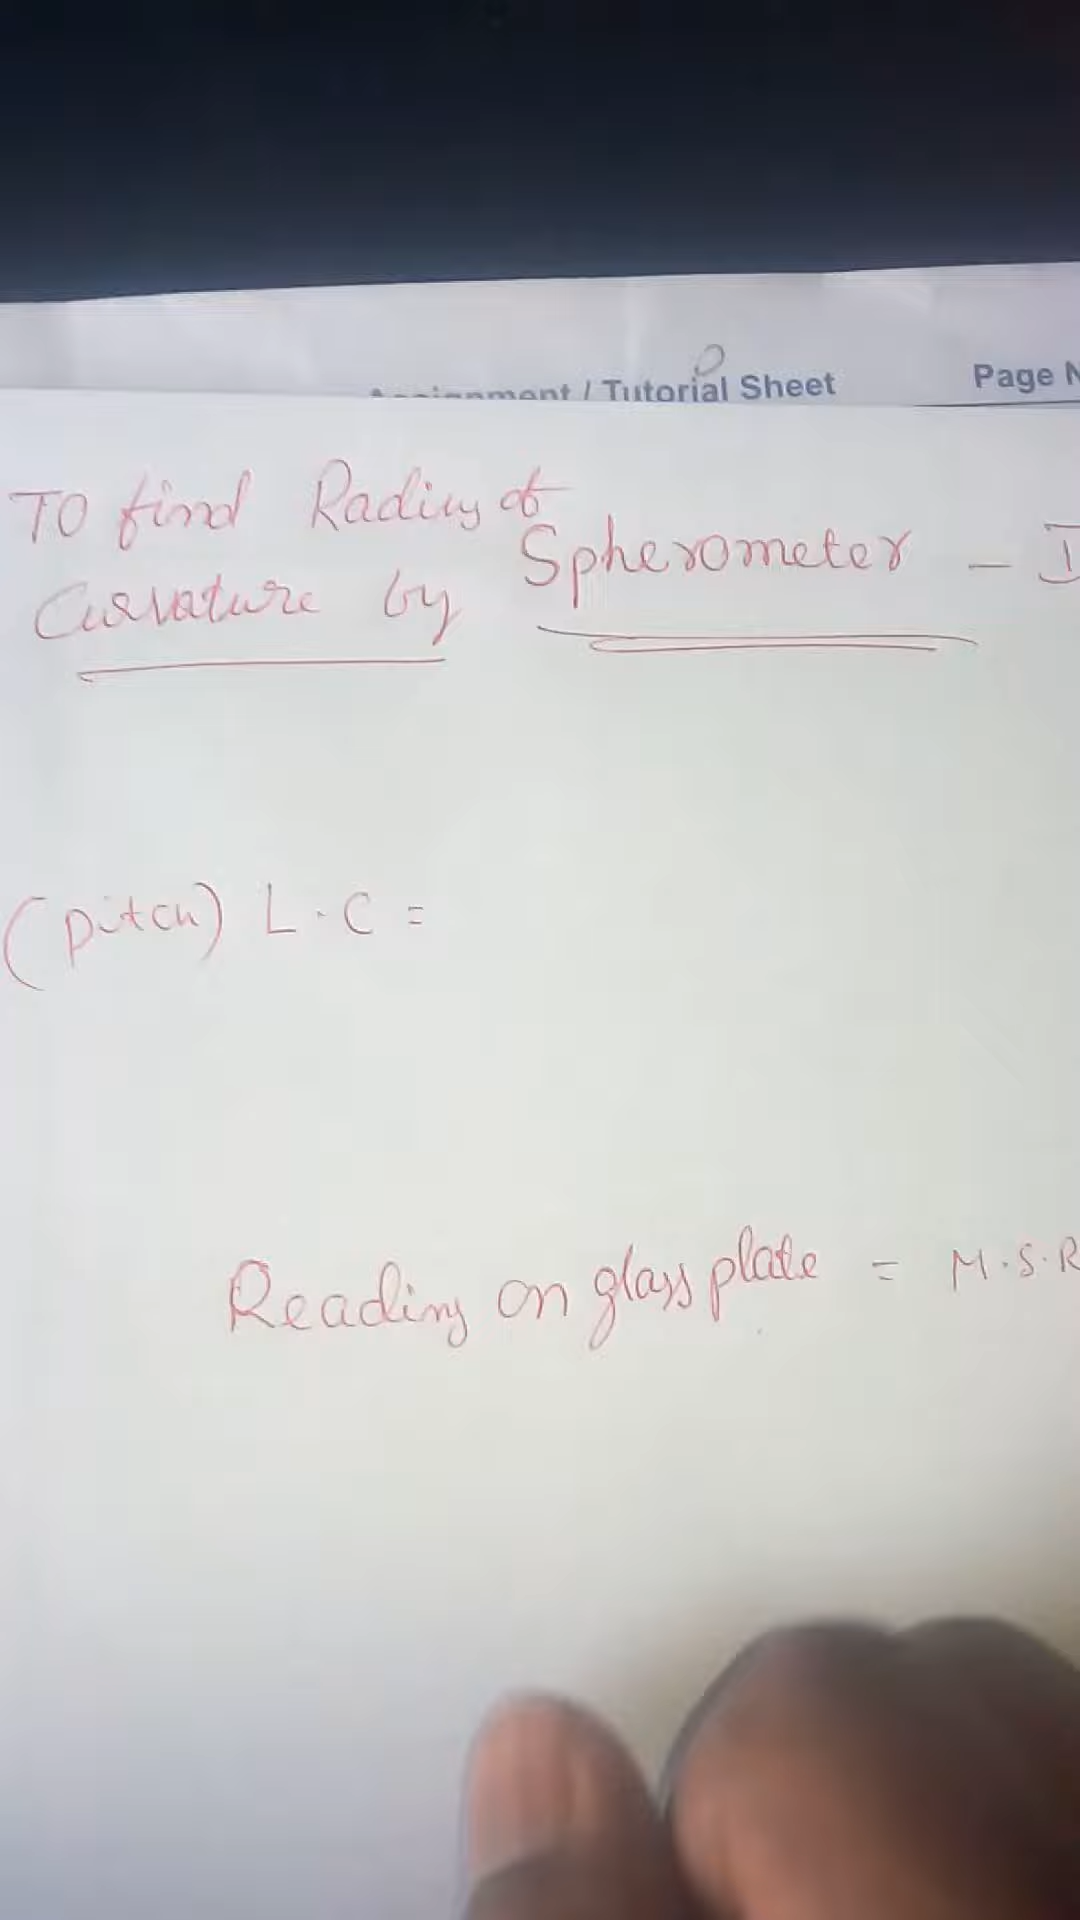 / Tutorial Sheet Page
To find Radius of
Curvature by Spherometer - I
(pitch) L.C =
Reading on glass plate = M.S.R